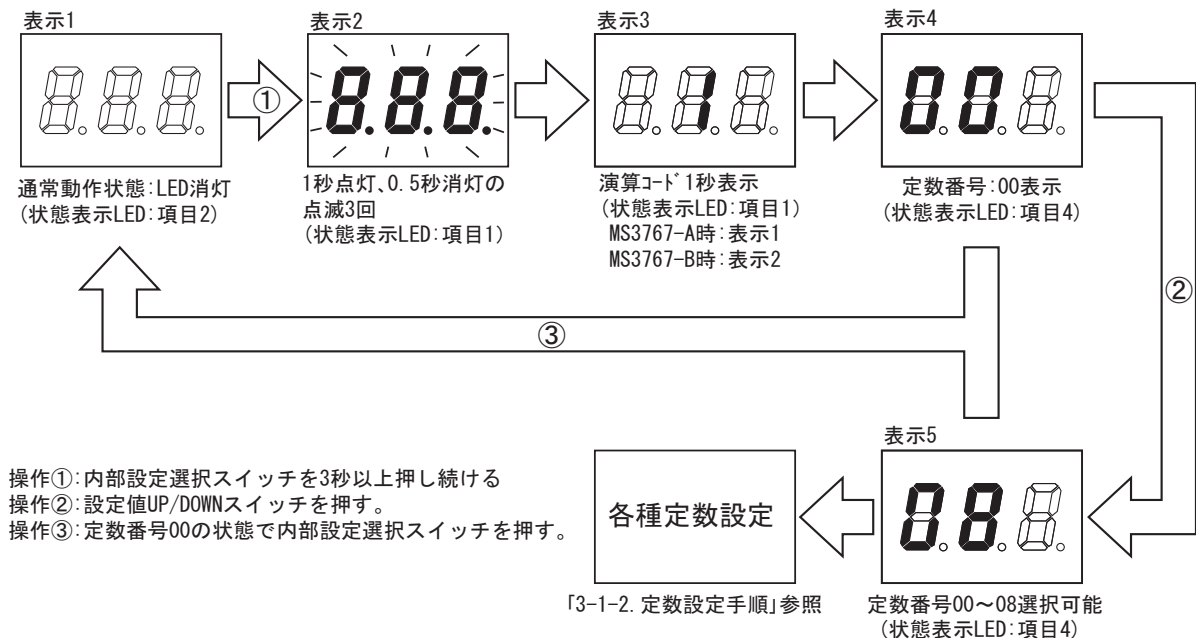 表示1
表示2
表示3
表示4
①
通常動作状態:LED消灯
(状態表示LED:項目2)
1秒点灯、0.5秒消灯の
点滅3回
(状態表示LED:項目1)
演算ｺｰﾄﾞ1秒表示
(状態表示LED:項目1)
MS3767-A時:表示1
MS3767-B時:表示2
定数番号:00表示
(状態表示LED:項目4)
②
③
操作①:内部設定選択スイッチを3秒以上押し続ける
操作②:設定値UP/DOWNスイッチを押す。
操作③:定数番号00の状態で内部設定選択スイッチを押す。
表示5
各種定数設定
「3-1-2.定数設定手順」参照
定数番号00～08選択可能
(状態表示LED:項目4)